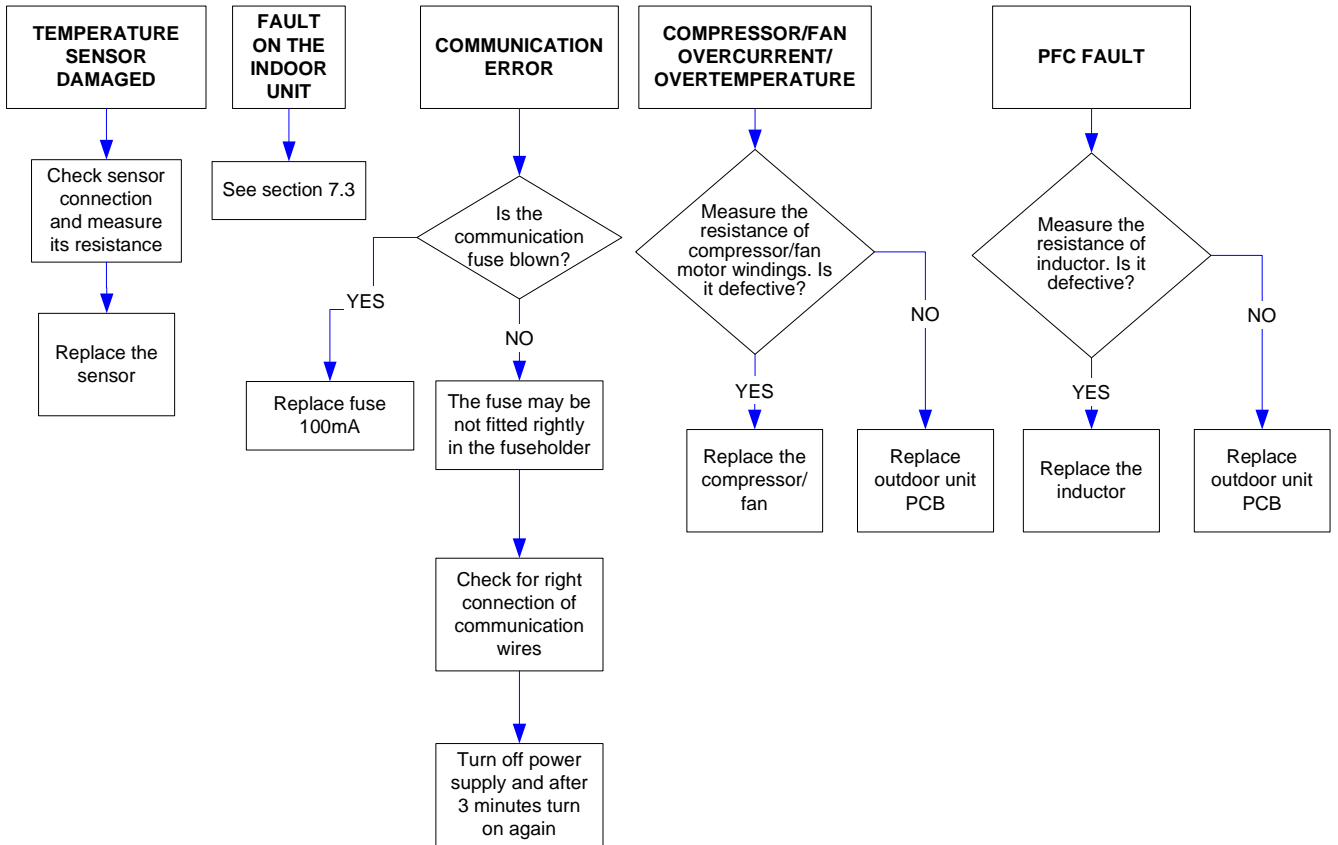 TEMPERATURE
SENSOR
DAMAGED
Check sensor
connection
and measure
its resistance
Replace the
sensor
FAULT
ON THE
INDOOR
UNIT
See section 7.3
COMMUNICATION
ERROR
Is the
communication
fuse blown?
YES
Replace fuse
100mA
NO
The fuse may be
not fitted rightly
in the fuseholder
Check for right
connection of
communication
wires
Turn off power
supply and after
3 minutes turn
on again
COMPRESSOR/FAN
OVERCURRENT/
OVERTEMPERATURE
Measure the
resistance of
compressor/fan
motor windings. Is
it defective?
YES
Replace the
compressor/
fan
NO
Replace
outdoor unit
PCB
PFC FAULT
Measure the
resistance of
inductor. Is it
defective?
YES
Replace the
inductor
NO
Replace
outdoor unit
PCB